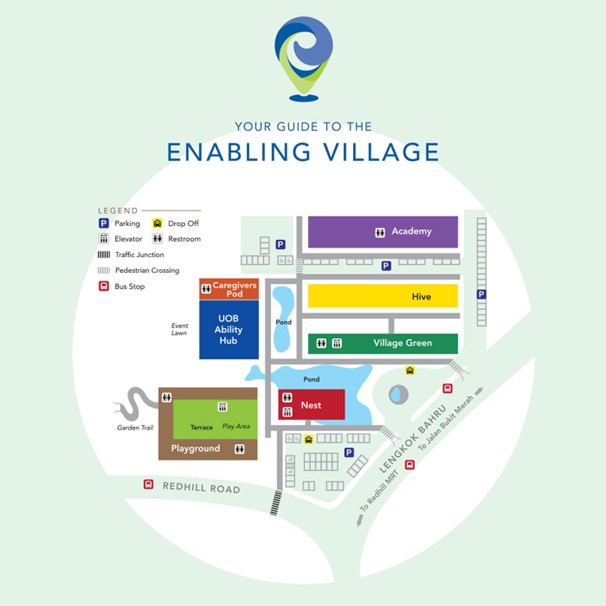 YOUR GUIDE TO THE
ENABLING VILLAGE
LEGEND
P Parking
Drop Off
Elevator
Restroom
Traffic Junction
Pedestrian Crossing
Bus Stop
P
Academy
P
Caregivers
Pod
Hive
P
UOB
Ability
Hub
Event
Lawn
Pond
Village Green
Pond
Nest
Garden Trail
Terrace
Play Area
Playground
P
LENGKOK BAHRU
To Jalan Bukit Merah
To Redhill MRT
REDHILL ROAD